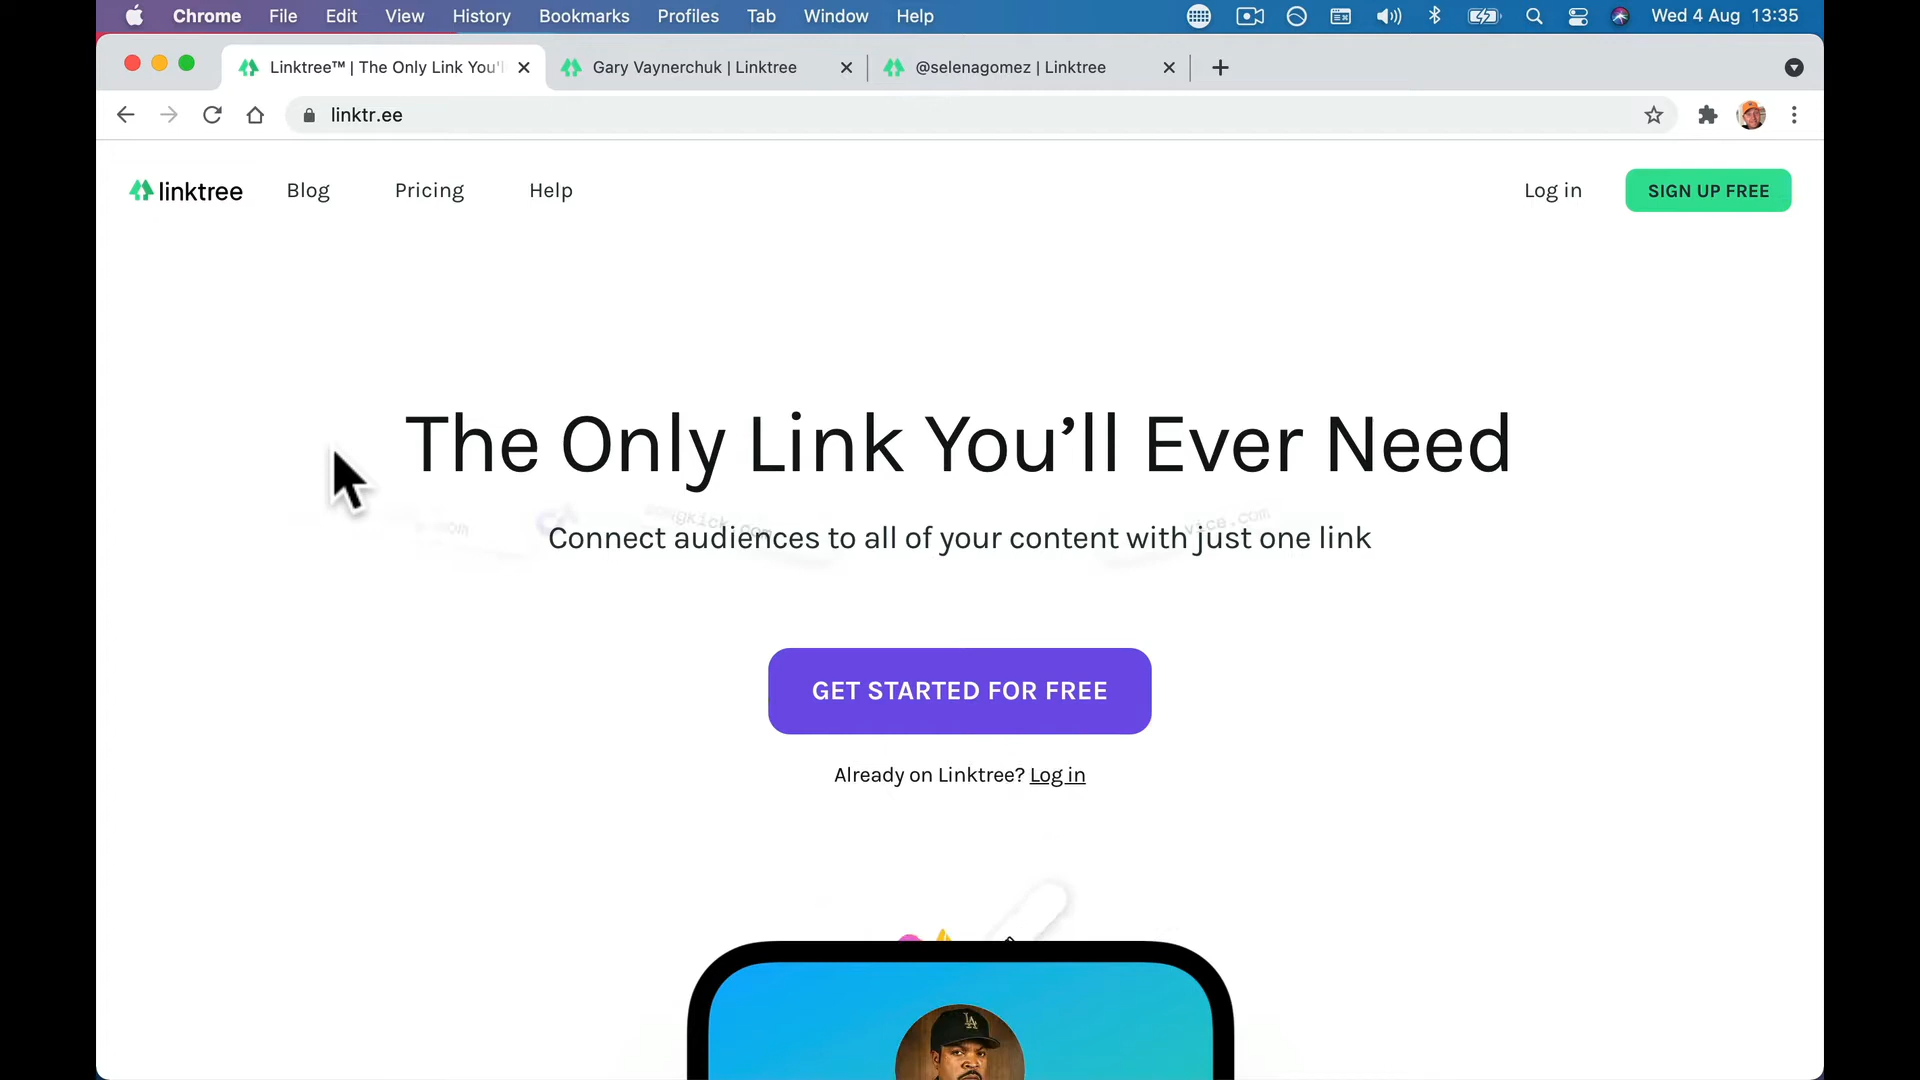 Chrome File Edit View History Bookmarks Profiles Tab Window Help Wed 4 Aug 13:35
Linktree™ | The Only Link You'l Gary Vaynerchuk | Linktree @selenagomez | Linktree
linktr.ee
linktree Blog Pricing Help Log in SIGN UP FREE
The Only Link You’ll Ever Need
vice.com
Connect audiences to all of your content with just one link
GET STARTED FOR FREE
Already on Linktree? Log in
LA